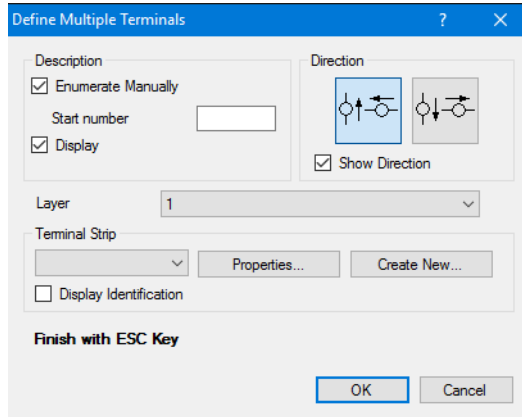 Define Multiple Terminals ? X
Description
Enumerate Manually
Start number
Display
Direction
Show Direction
Layer 1
Terminal Strip
Properties... Create New...
Display Identification
Finish with ESC Key
OK Cancel